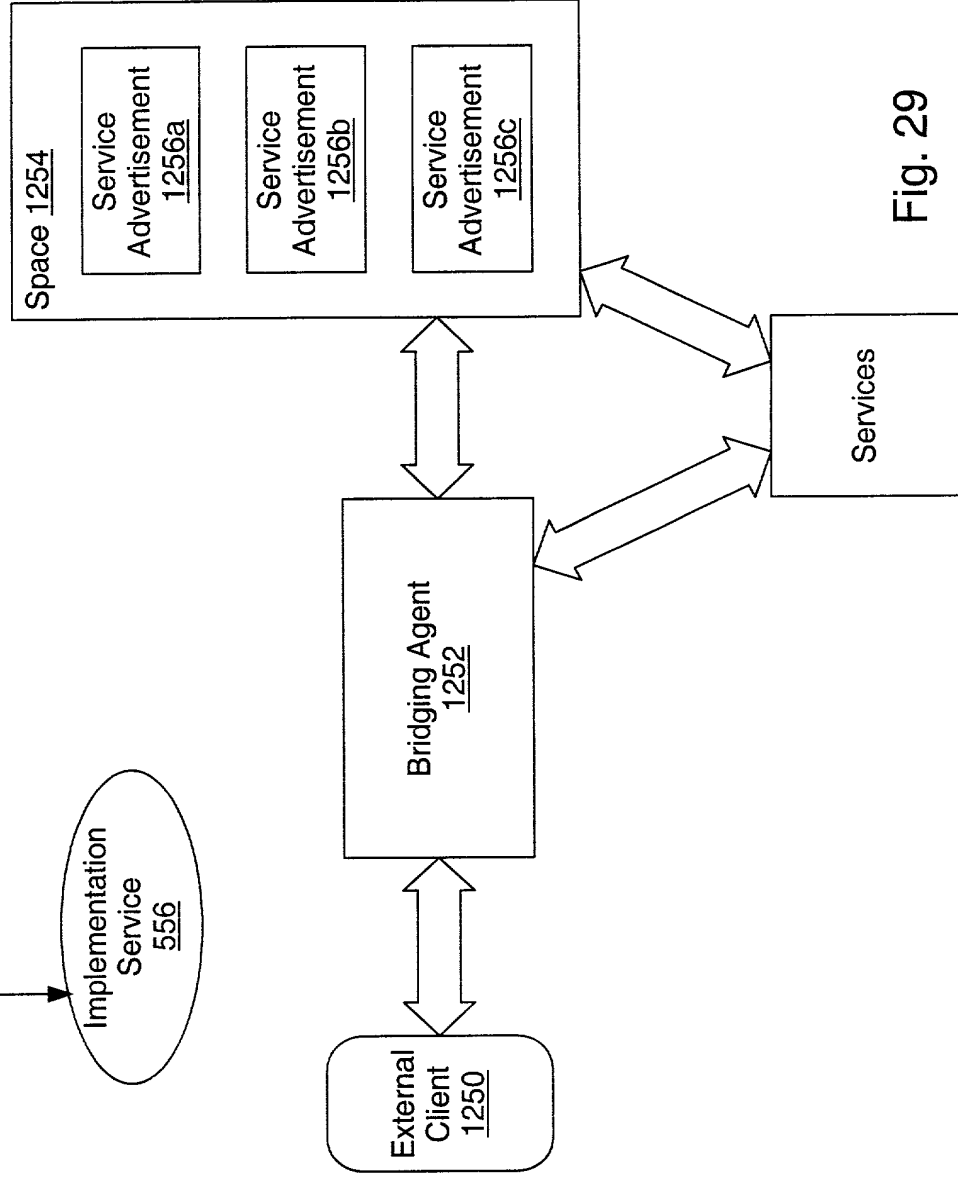 Implementation
Service
556
External
Client
1250
Bridging Agent
1252
Space 1254
Service
Advertisement
1256a
Service
Advertisement
1256b
Service
Advertisement
1256c
Services
Fig. 29